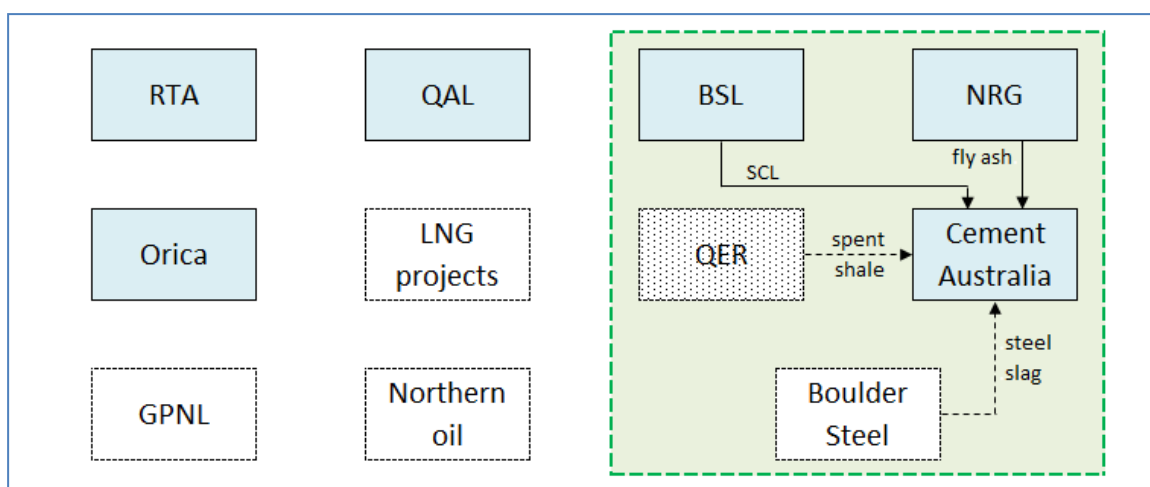 RTA
QAL
BSL
NRG
SCL
fly ash
Orica
LNG
projects
QER
spent
shale
Cement
Australia
GPNL
Northern
oil
Boulder
Steel
steel
slag